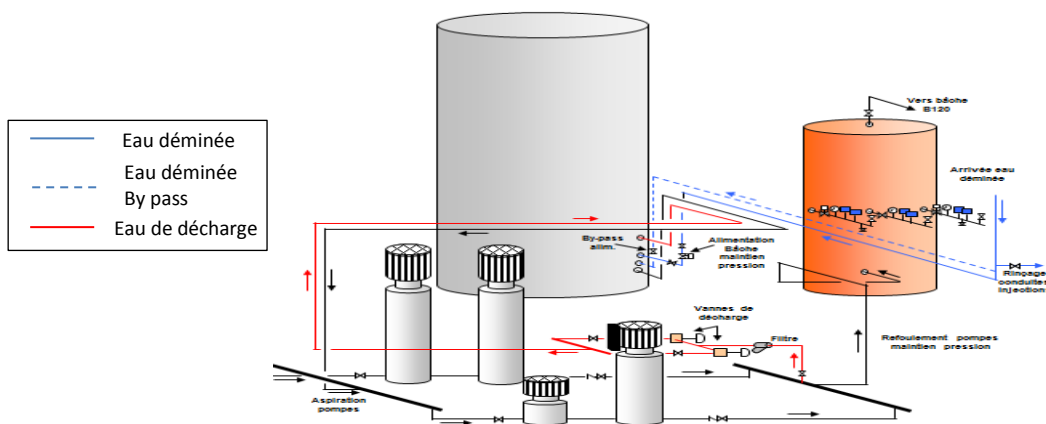 Eau déminée
Eau déminée
By pass
Eau de décharge
Vers bâche
B120
Arrivée eau
déminée
By-pass
alim.
Alimentation
Bâche
maintien
pression
Rinçage
conduites
injection
Vannes de
décharge
Filtre
Refoulement pompes
maintien pression
Aspiration
pompes